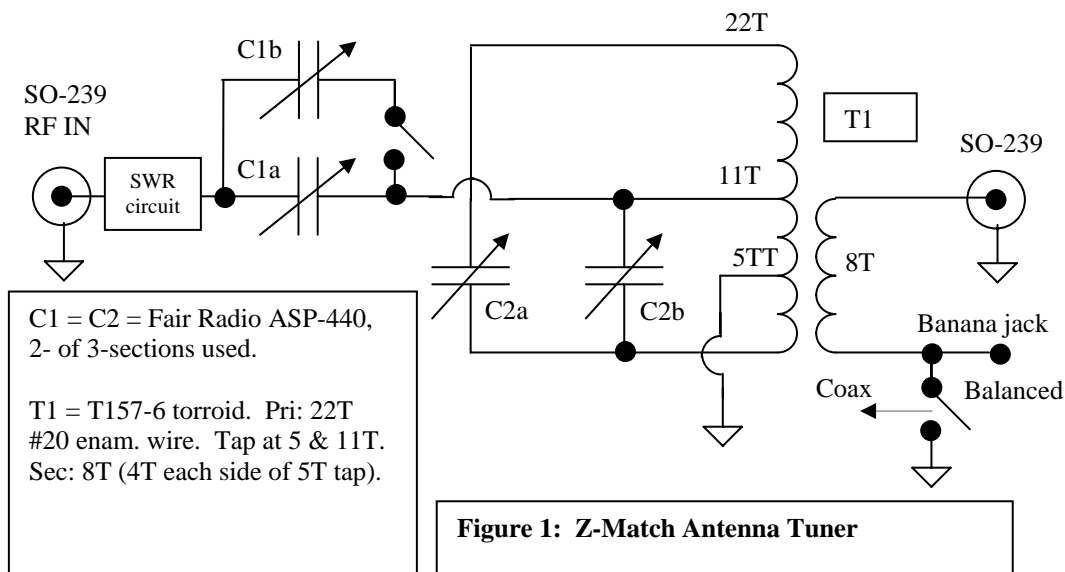 22T
C1b
SO-239
RF IN
T1
SO-239
C1a
11T
SWR
circuit
5TT
8T
C2a
C2b
Banana jack
Coax
Balanced
C1 = C2 = Fair Radio ASP-440,
2- of 3-sections used.
T1 = T157-6 torroid. Pri: 22T
#20 enam. wire. Tap at 5 & 11T.
Sec: 8T (4T each side of 5T tap).
Figure 1: Z-Match Antenna Tuner